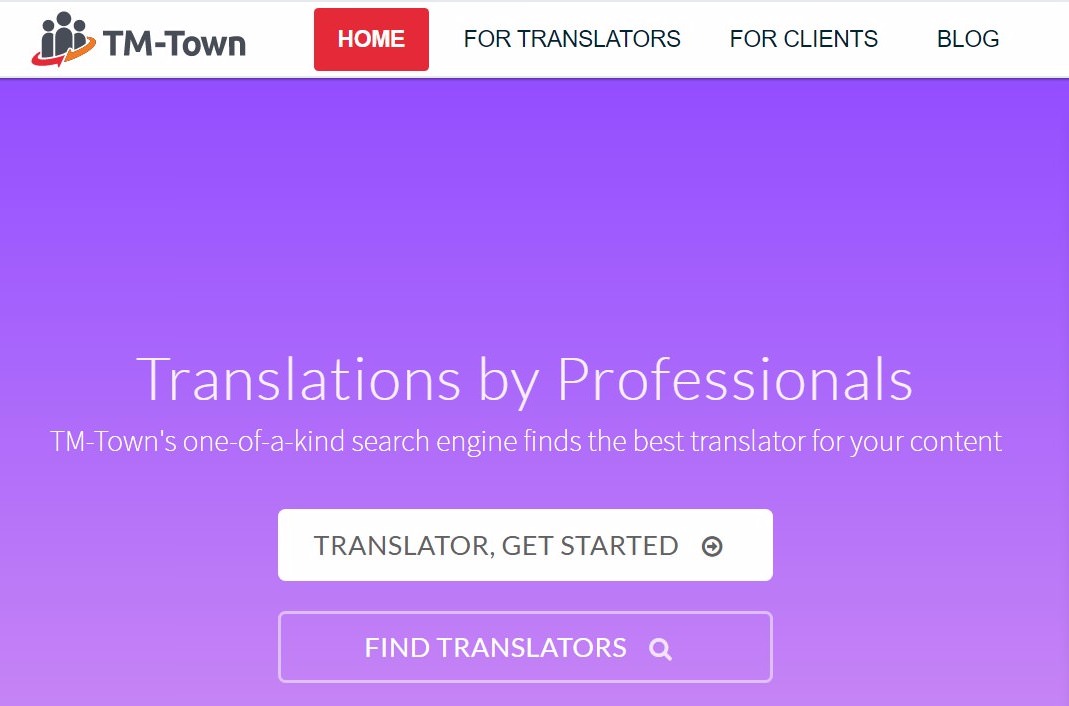 TM-Town
HOME
FOR TRANSLATORS
FOR CLIENTS
BLOG
Translations by Professionals
TM-Town's one-of-a-kind search engine finds the best translator for your content
TRANSLATOR, GET STARTED
FIND TRANSLATORS